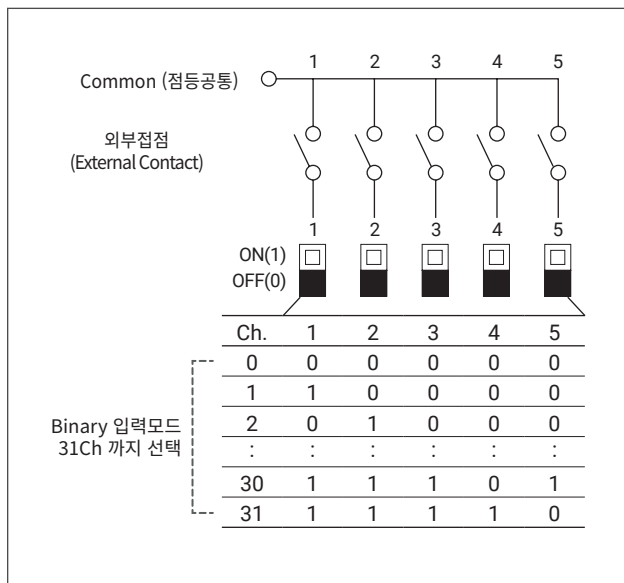 1 2 3 4 5
Common (점등공통)
외부접점
(External Contact)
1 2 3 4 5
ON(1)
OFF(0)
Ch. 1 2 3 4 5
0 0 0 0 0 0
1 1 0 0 0 0
2 0 1 0 0 0
: : : : : :
30 1 1 1 0 1
31 1 1 1 1 0
Binary 입력모드
31Ch 까지 선택